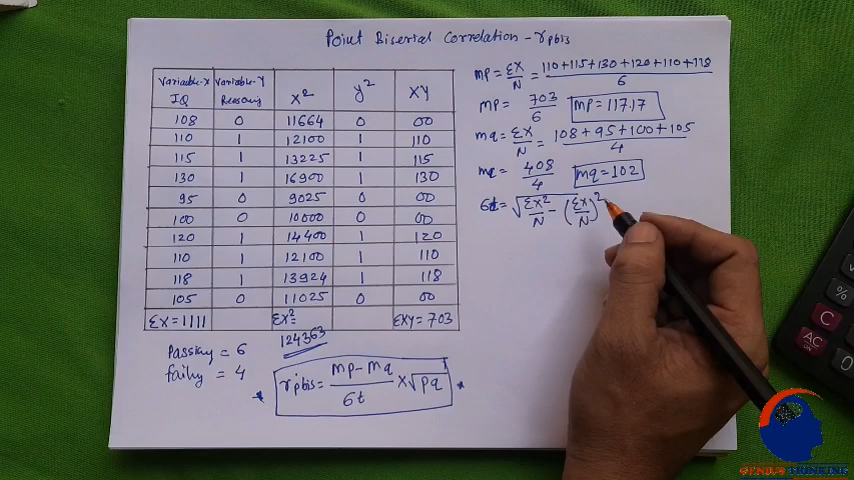 Point Biserial Correlation - rpbis
Variable-X Variable-Y
IQ Reasoning X² Y² XY
108 0 11664 0 00
110 1 12100 1 110
115 1 13225 1 115
130 1 16900 1 130
95 0 9025 0 00
100 0 10000 0 00
120 1 14400 1 120
110 1 12100 1 110
118 1 13924 1 118
105 0 11025 0 00
ΣX = 1111 ΣX² = 124363 ΣXY = 703
Passing = 6
failing = 4
rpbis = Mp - Mq / 6t × √pq
Mp = ΣX/N = 110+115+130+120+110+118 / 6
Mp = 703/6 Mp = 117.17
Mq = ΣX/N = 108+95+100+105 / 4
Mq = 408/4 Mq = 102
6t = √ΣX²/N - (ΣX/N)²
C
AC
GENIUS THINKING